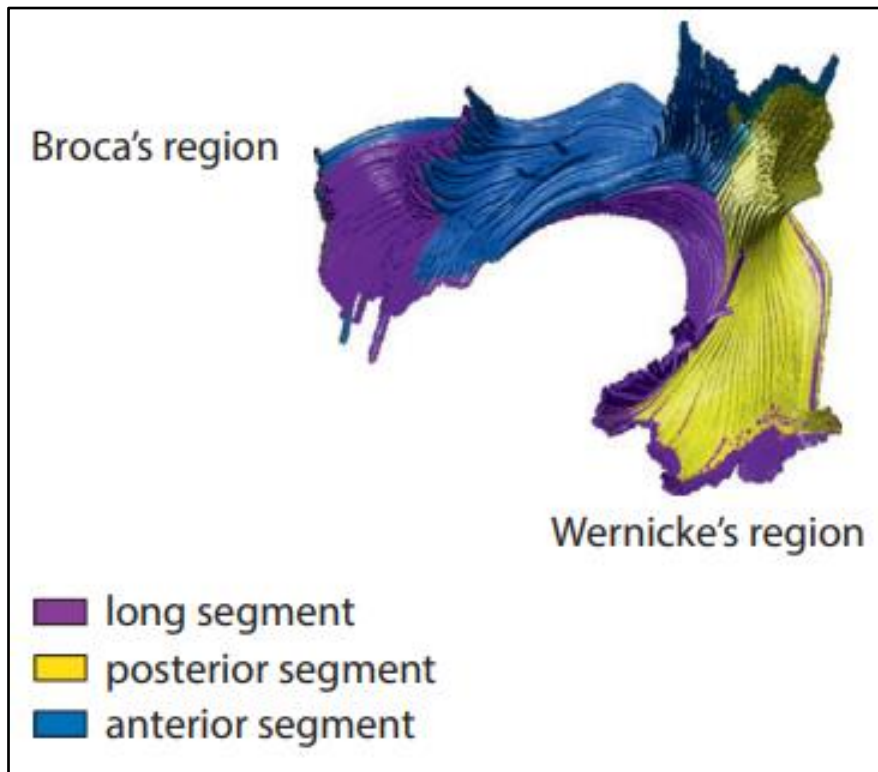 Broca’s region
Wernicke’s region
long segment
posterior segment
anterior segment